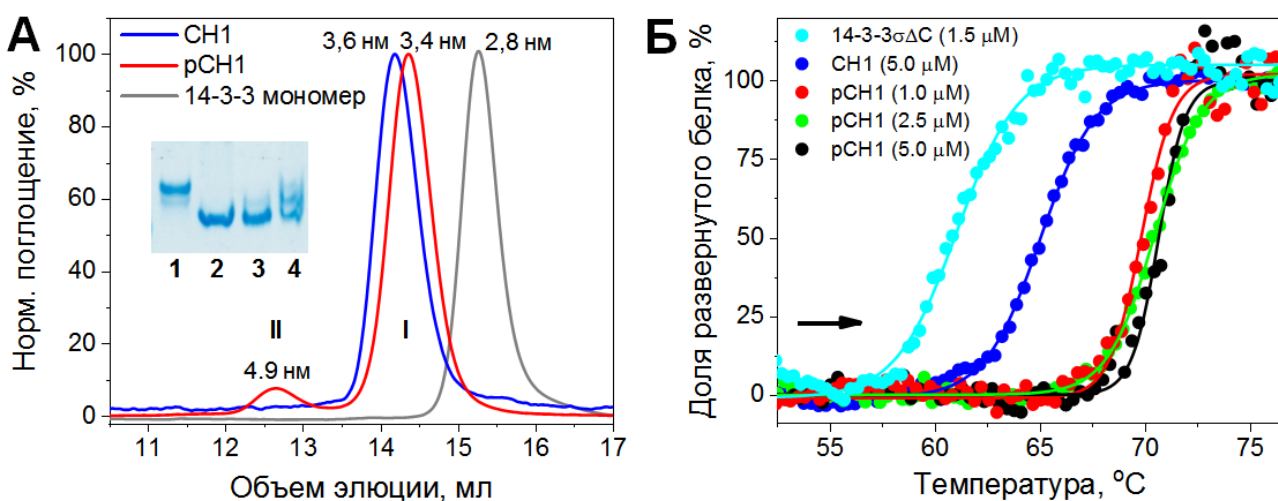 А
CH1
pCH1
14-3-3 мономер
3,6 нм
3,4 нм
2,8 нм
4.9 нм
II
I
1 2 3 4
Норм. поглощение, %
100
80
60
40
20
0
11 12 13 14 15 16 17
Объем элюции, мл
Б
14-3-3σΔC (1.5 μM)
CH1 (5.0 μM)
pCH1 (1.0 μM)
pCH1 (2.5 μM)
pCH1 (5.0 μM)
Доля развернутого белка, %
100
75
50
25
0
55 60 65 70 75
Температура, °C